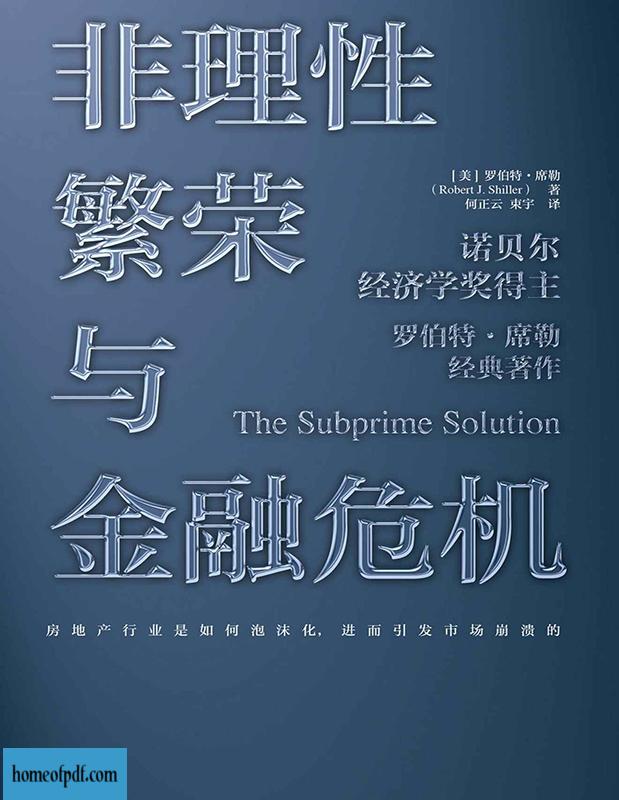 非理性
繁荣
[美] 罗伯特·席勒
(Robert J. Shiller) 著
何正云 束宇 译
诺贝尔
经济学奖得主
罗伯特·席勒
经典著作
与
The Subprime Solution
金融危机
房地产行业是如何泡沫化，进而引发市场崩溃的
homeofpdf.com